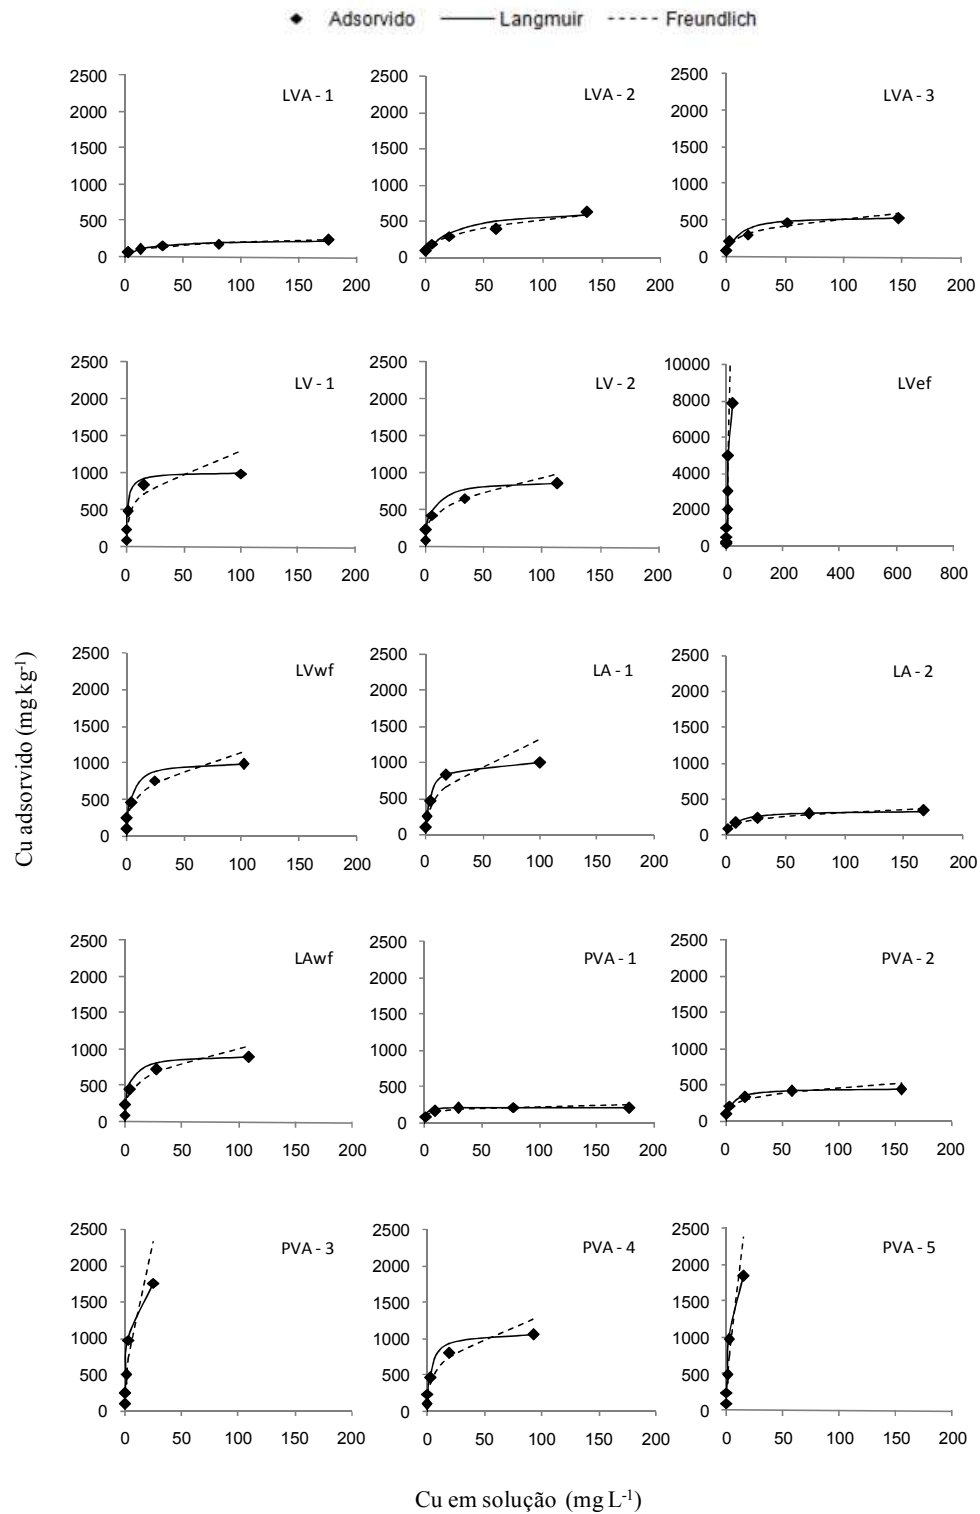 Adsorvido Langmuir Freundlich
LVA - 1 LVA - 2 LVA - 3
2500 2500 2500
2000 2000 2000
1500 1500 1500
1000 1000 1000
500 500 500
0 0 0
0 50 100 150 200 0 50 100 150 200 0 50 100 150 200
LV - 1 LV - 2 LVef
2500 2500 10000
2000 2000 8000
1500 1500 6000
1000 1000 4000
500 500 2000
0 0 0
0 50 100 150 200 0 50 100 150 200 0 200 400 600 800
Cu adsorvido (mg kg-1)
LVwf LA - 1 LA - 2
2500 2500 2500
2000 2000 2000
1500 1500 1500
1000 1000 1000
500 500 500
0 0 0
0 50 100 150 200 0 50 100 150 200 0 50 100 150 200
LAwf PVA - 1 PVA - 2
2500 2500 2500
2000 2000 2000
1500 1500 1500
1000 1000 1000
500 500 500
0 0 0
0 50 100 150 200 0 50 100 150 200 0 50 100 150 200
PVA - 3 PVA - 4 PVA - 5
2500 2500 2500
2000 2000 2000
1500 1500 1500
1000 1000 1000
500 500 500
0 0 0
0 50 100 150 200 0 50 100 150 200 0 50 100 150 200
Cu em solução (mg L-1)